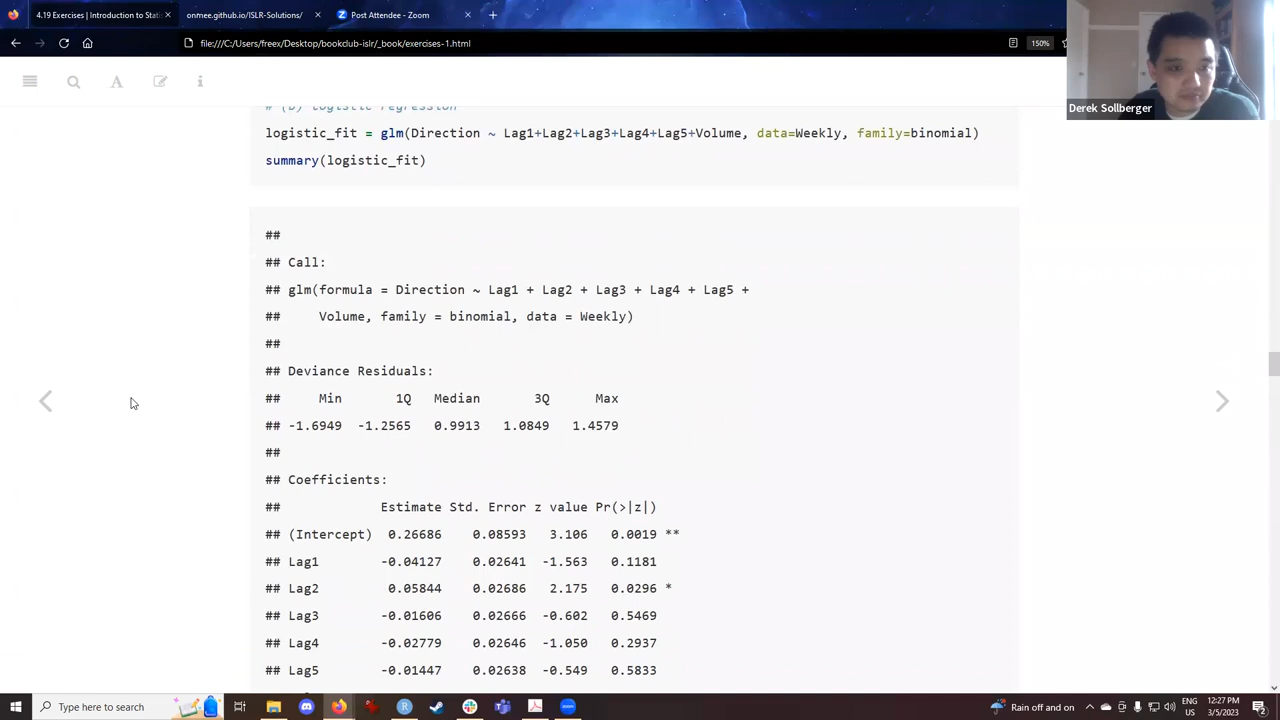 4.19 Exercises | Introduction to Stati
onmee.github.io/ISLR-Solutions/
Post Attendee - Zoom
file:///C:/Users/freex/Desktop/bookclub-islr/_book/exercises-1.html
150%
Derek Sollberger
# (b) logistic regression
logistic_fit = glm(Direction ~ Lag1+Lag2+Lag3+Lag4+Lag5+Volume, data=Weekly, family=binomial)
summary(logistic_fit)
##
## Call:
## glm(formula = Direction ~ Lag1 + Lag2 + Lag3 + Lag4 + Lag5 +
##     Volume, family = binomial, data = Weekly)
##
## Deviance Residuals:
##     Min       1Q   Median       3Q      Max
## -1.6949  -1.2565   0.9913   1.0849   1.4579
##
## Coefficients:
##             Estimate Std. Error z value Pr(>|z|)
## (Intercept)  0.26686    0.08593   3.106   0.0019 **
## Lag1        -0.04127    0.02641  -1.563   0.1181
## Lag2         0.05844    0.02686   2.175   0.0296 *
## Lag3        -0.01606    0.02666  -0.602   0.5469
## Lag4        -0.02779    0.02646  -1.050   0.2937
## Lag5        -0.01447    0.02638  -0.549   0.5833
Type here to search
Rain off and on
ENG
US
12:27 PM
3/5/2023
2